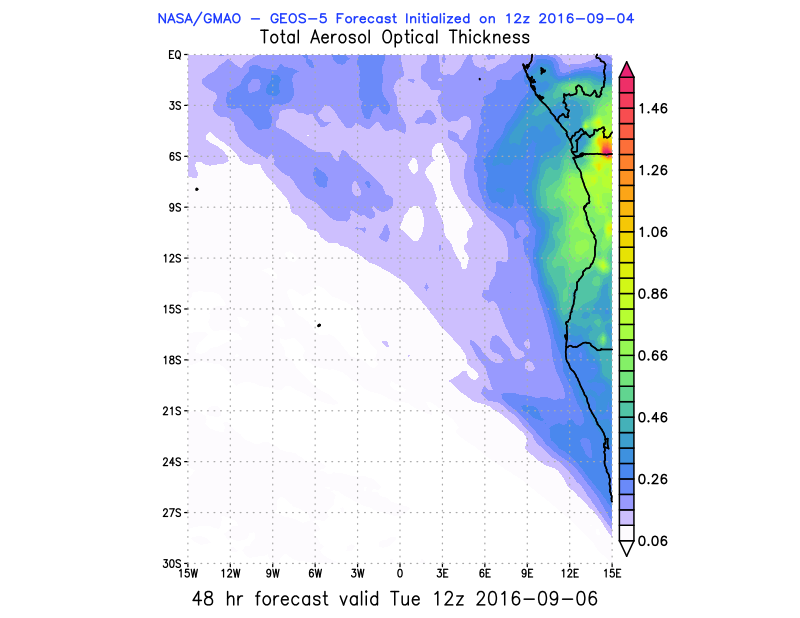 NASA/GMAO – GEOS-5 Forecast Initialized on 12z 2016-09-04
Total Aerosol Optical Thickness
EQ
3S
6S
9S
12S
15S
18S
21S
24S
27S
30S
15W 12W 9W 6W 3W 0 3E 6E 9E 12E 15E
1.46
1.26
1.06
0.86
0.66
0.46
0.26
0.06
48 hr forecast valid Tue 12z 2016-09-06